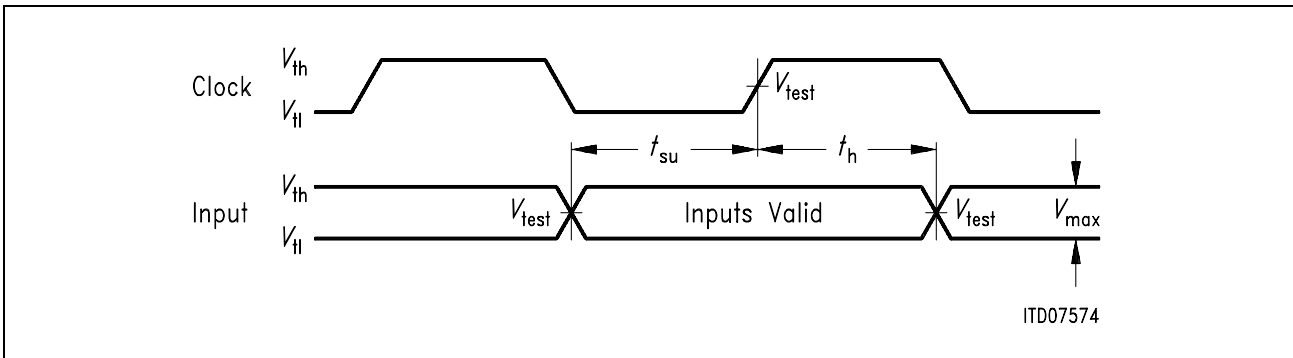 Clock
Vth
Vtl
Vtest
tsu
th
Input
Vth
Vtl
Vtest
Inputs Valid
Vtest
Vmax
ITD07574